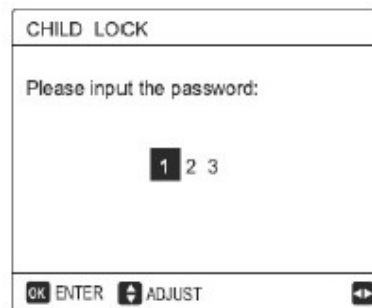 CHILD LOCK
Please input the password:
1 2 3
OK ENTER ADJUST